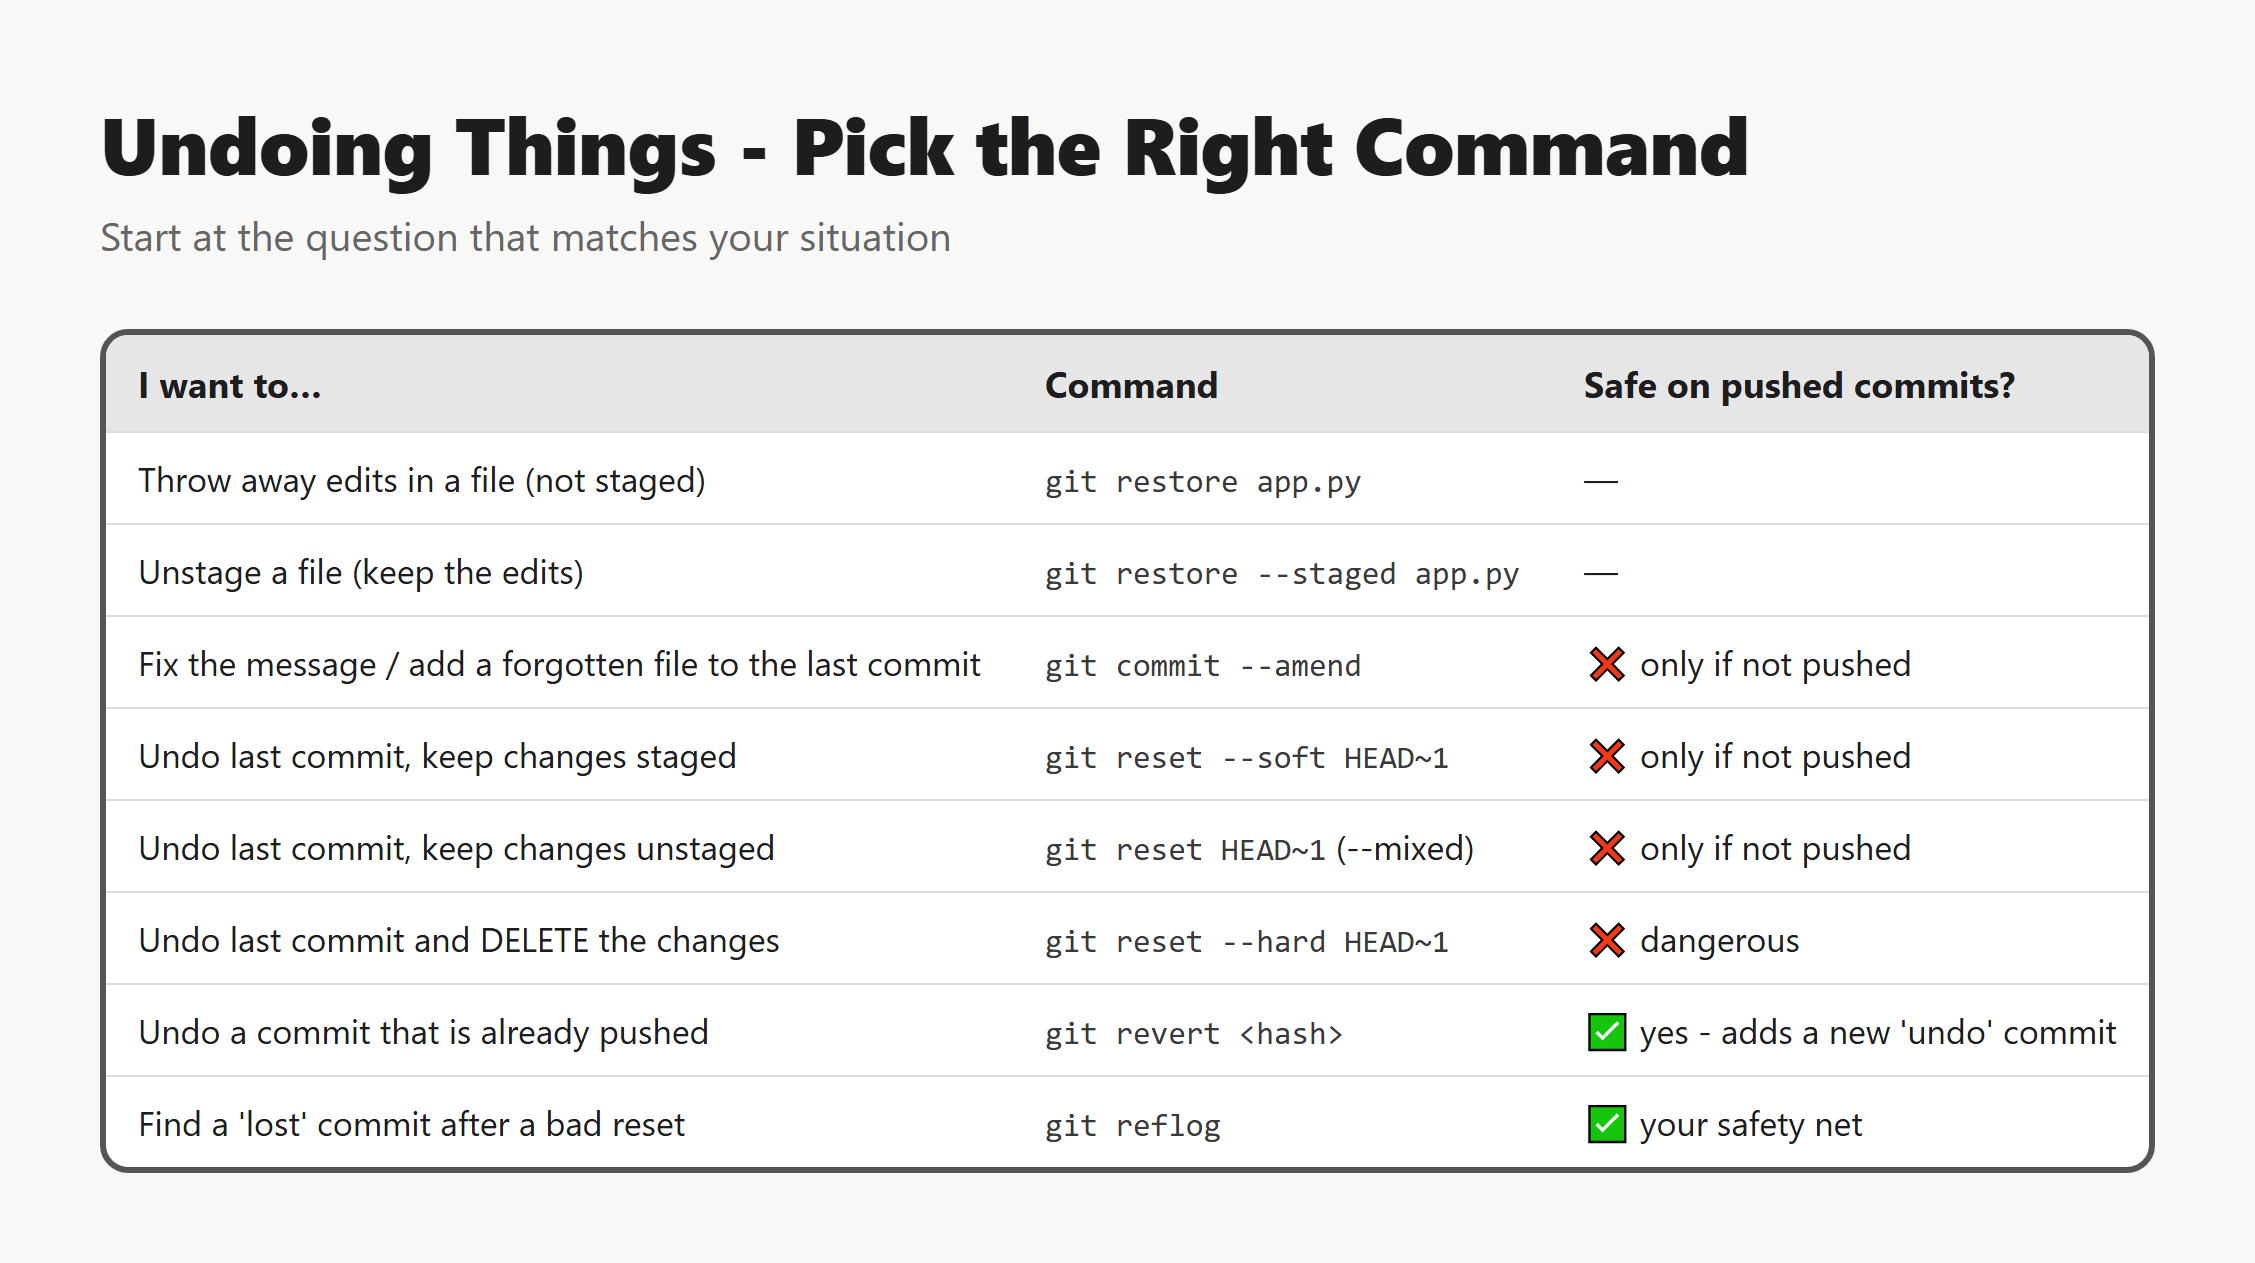 Undoing Things - Pick the Right Command
Start at the question that matches your situation
I want to... Command Safe on pushed commits?
Throw away edits in a file (not staged) git restore app.py —
Unstage a file (keep the edits) git restore --staged app.py —
Fix the message / add a forgotten file to the last commit git commit --amend ❌ only if not pushed
Undo last commit, keep changes staged git reset --soft HEAD~1 ❌ only if not pushed
Undo last commit, keep changes unstaged git reset HEAD~1 (--mixed) ❌ only if not pushed
Undo last commit and DELETE the changes git reset --hard HEAD~1 ❌ dangerous
Undo a commit that is already pushed git revert <hash> ✅ yes - adds a new 'undo' commit
Find a 'lost' commit after a bad reset git reflog ✅ your safety net